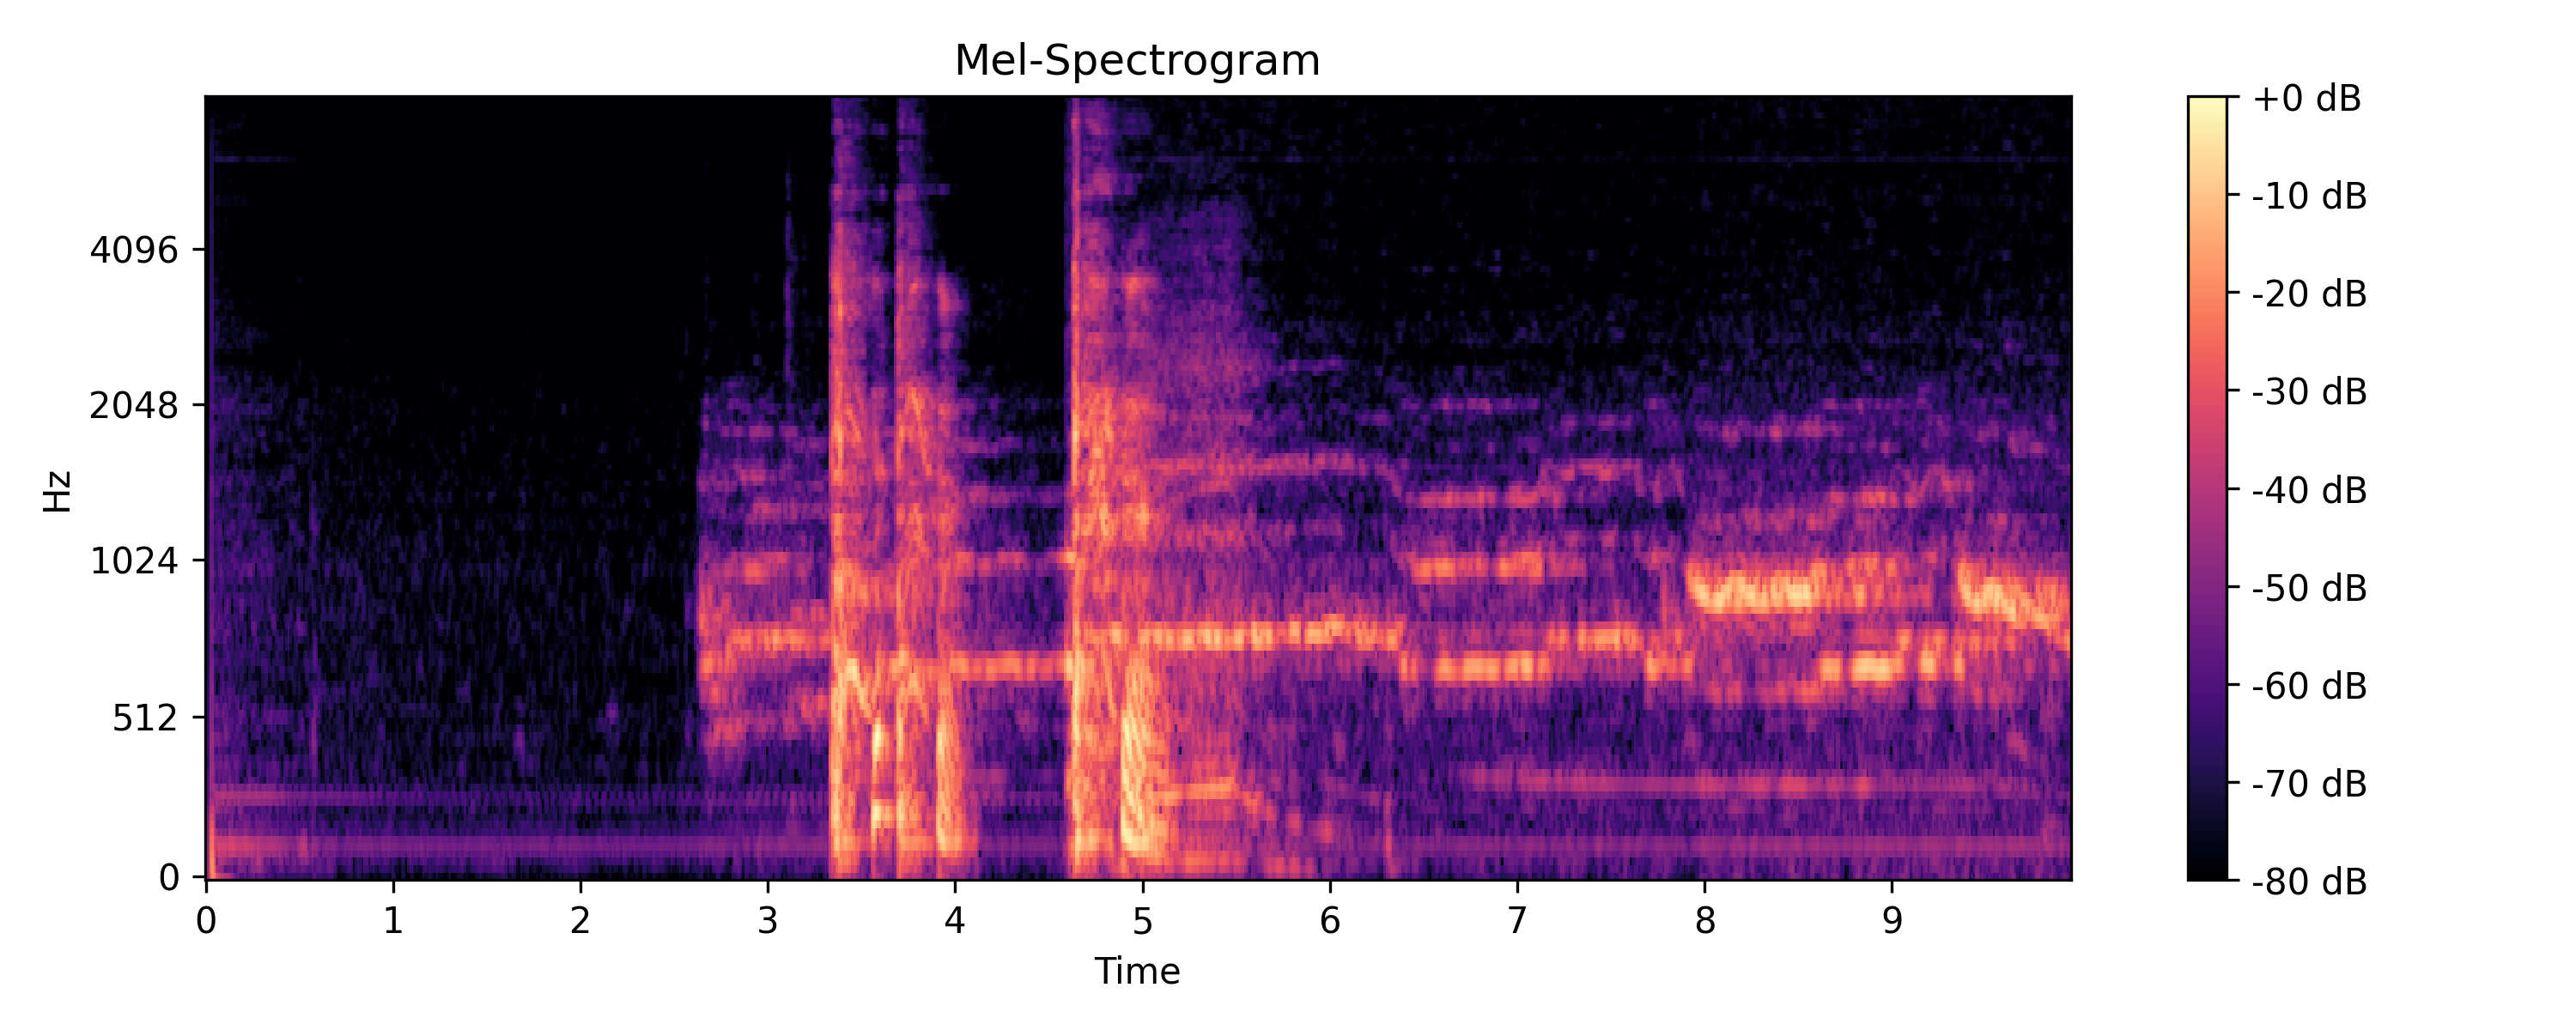 Mel-Spectrogram
+0 dB
-10 dB
-20 dB
-30 dB
-40 dB
-50 dB
-60 dB
-70 dB
-80 dB
Hz
4096
2048
1024
512
0
0 1 2 3 4 5 6 7 8 9
Time